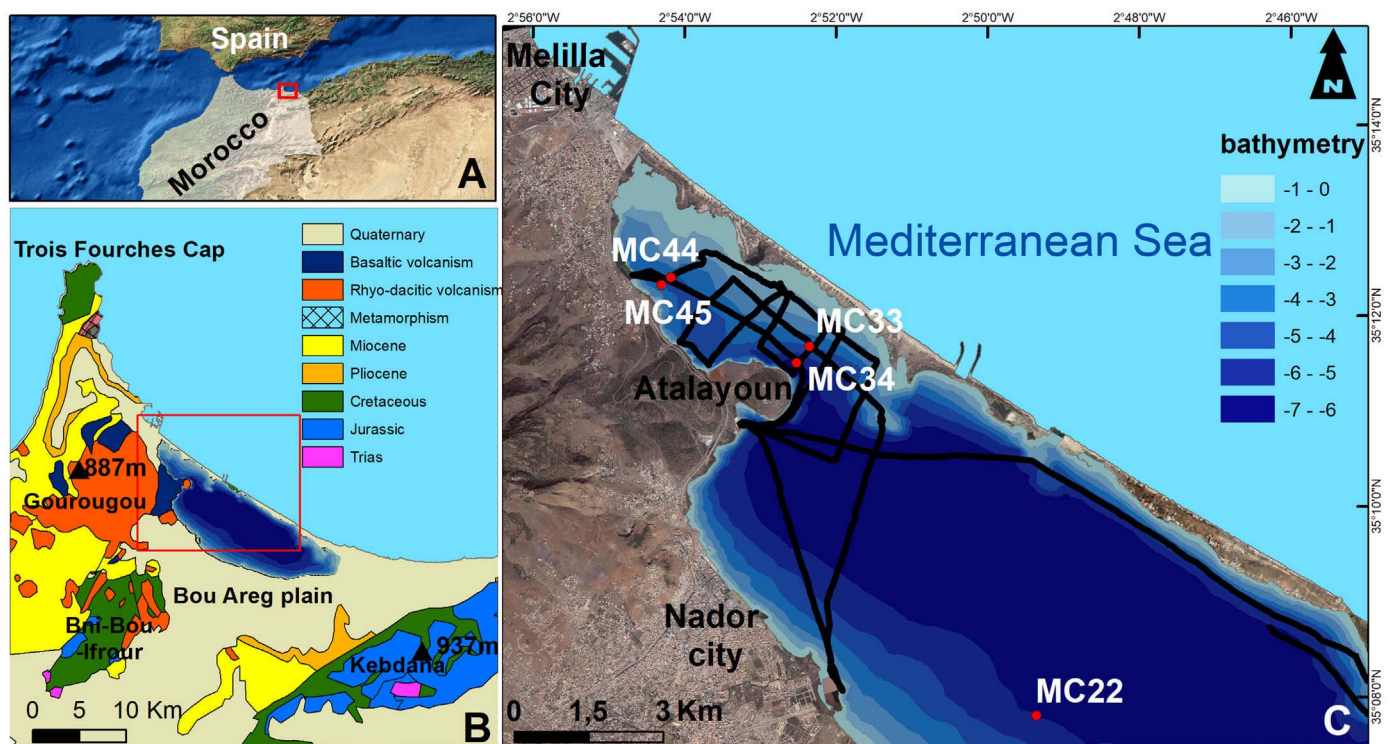 Spain
Morocco
A
Trois Fourches Cap
Quaternary
Basaltic volcanism
Rhyo-dacitic volcanism
Metamorphism
Miocene
Pliocene
Cretaceous
Jurassic
Trias
887m
Gourougou
Bou Areg plain
Bni-Bou
-Ifrour
937m
Kebdana
0 5 10 Km
B
2°56'0"W 2°54'0"W 2°52'0"W 2°50'0"W 2°48'0"W 2°46'0"W
Melilla
City
N
35°14'0"N
bathymetry
-1 - 0
-2 - -1
-3 - -2
-4 - -3
-5 - -4
-6 - -5
-7 - -6
Mediterranean Sea
MC44
MC45
MC33
MC34
35°12'0"N
Atalayoun
35°10'0"N
Nador
city
MC22
35°08'0"N
0 1,5 3 Km
C